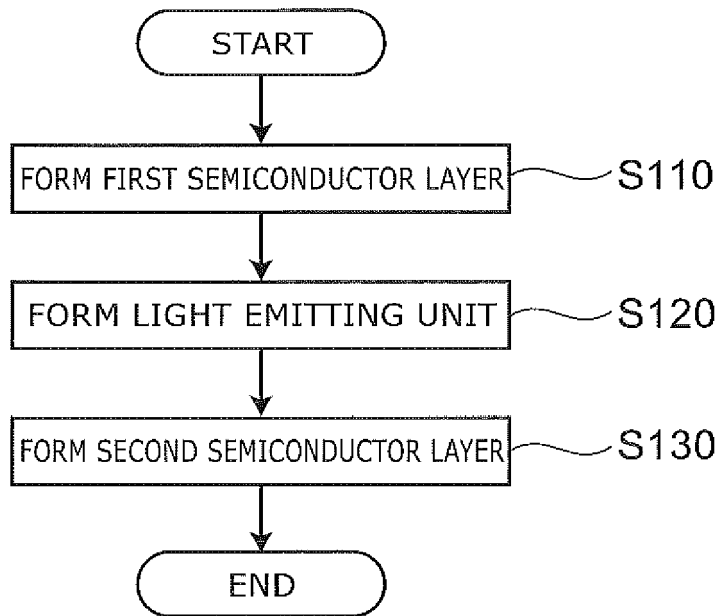 START
FORM FIRST SEMICONDUCTOR LAYER S110
FORM LIGHT EMITTING UNIT S120
FORM SECOND SEMICONDUCTOR LAYER S130
END